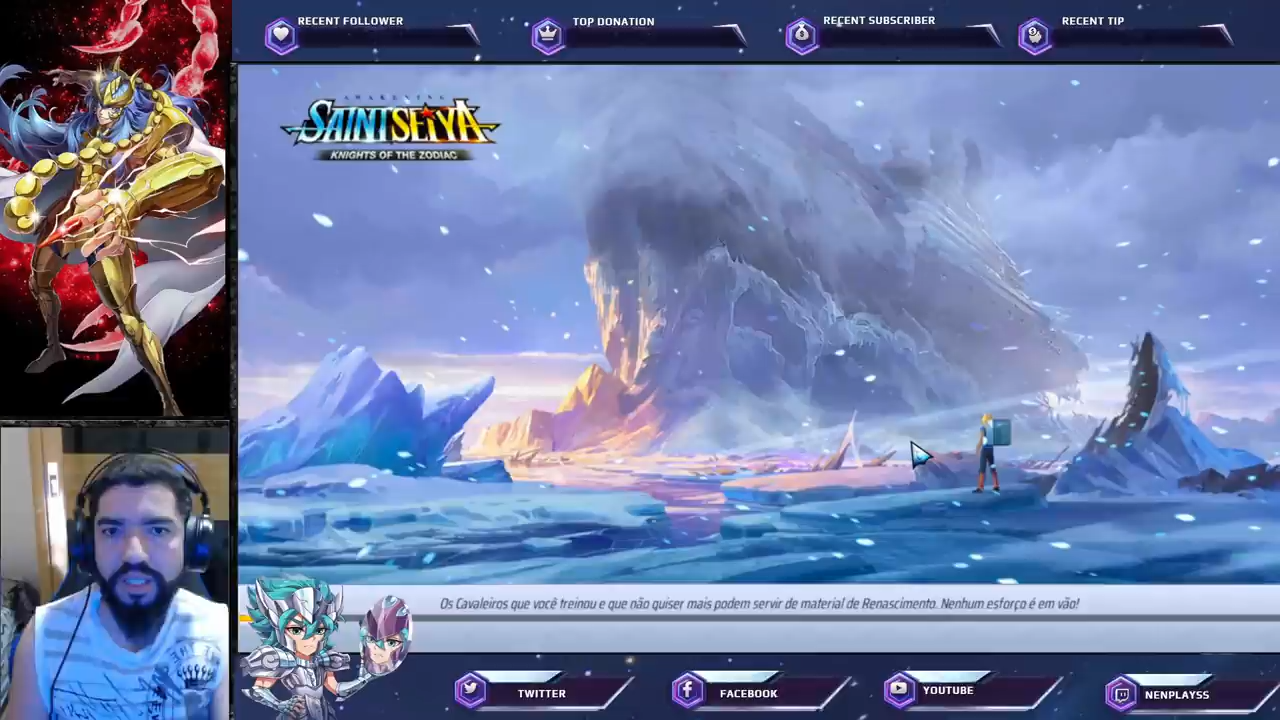 RECENT FOLLOWER
TOP DONATION
RECENT SUBSCRIBER
RECENT TIP
AWAKENING
SAINT SEIYA
KNIGHTS OF THE ZODIAC
Os Cavaleiros que você treinou e que não quiser mais podem servir de material de Renascimento. Nenhum esforço é em vão!
TWITTER
FACEBOOK
YOUTUBE
NENPLAYSS